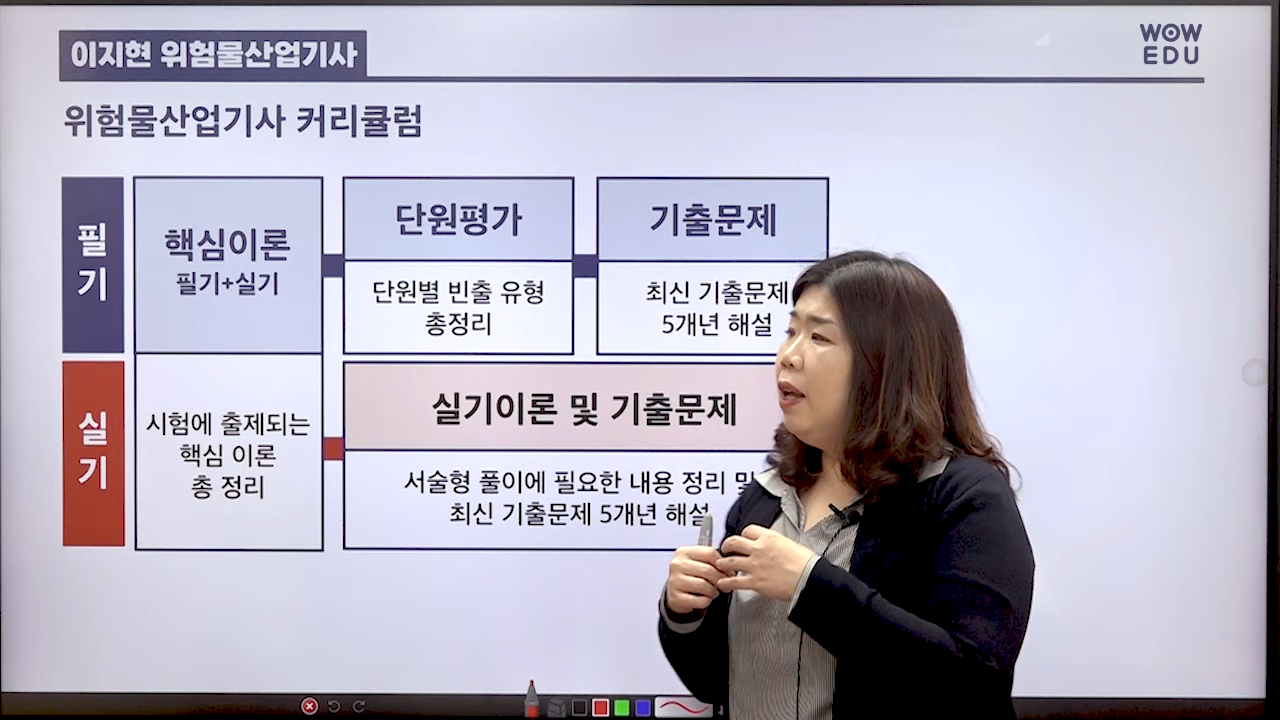 이지현 위험물산업기사
WOW
EDU
위험물산업기사 커리큘럼
필기
핵심이론
필기+실기
단원평가
단원별 빈출 유형
총정리
기출문제
최신 기출문제
5개년 해설
실기
시험에 출제되는
핵심 이론
총 정리
실기이론 및 기출문제
서술형 풀이에 필요한 내용 정리 및
최신 기출문제 5개년 해설